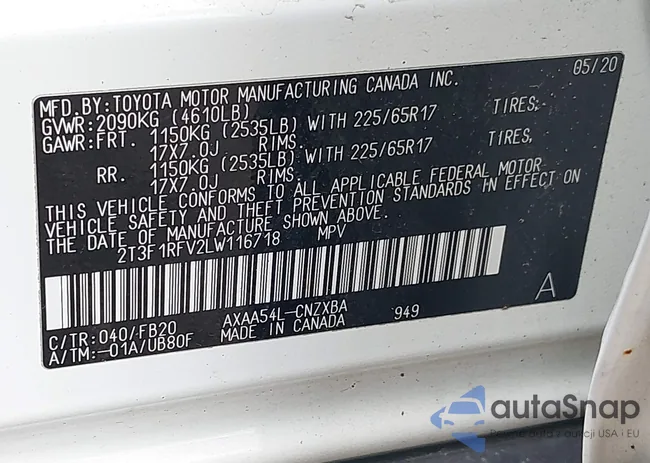 MFD.BY:TOYOTA MOTOR MANUFACTURING CANADA INC. 05/20
GVWR:2090KG (4610LB)
GAWR:FRT. 1150KG (2535LB) WITH 225/65R17 TIRES,
17X7.0J RIMS.
RR. 1150KG (2535LB) WITH 225/65R17 TIRES,
17X7.0J RIMS.
THIS VEHICLE CONFORMS TO ALL APPLICABLE FEDERAL MOTOR
VEHICLE SAFETY AND THEFT PREVENTION STANDARDS IN EFFECT ON
THE DATE OF MANUFACTURE SHOWN ABOVE.
2T3F1RFV2LW116718 MPV
A
C/TR:040/FB20 AXAA54L-CNZXBA 949
A/TM:-01A/UB80F MADE IN CANADA
autaSnap
aukcji USA i EU